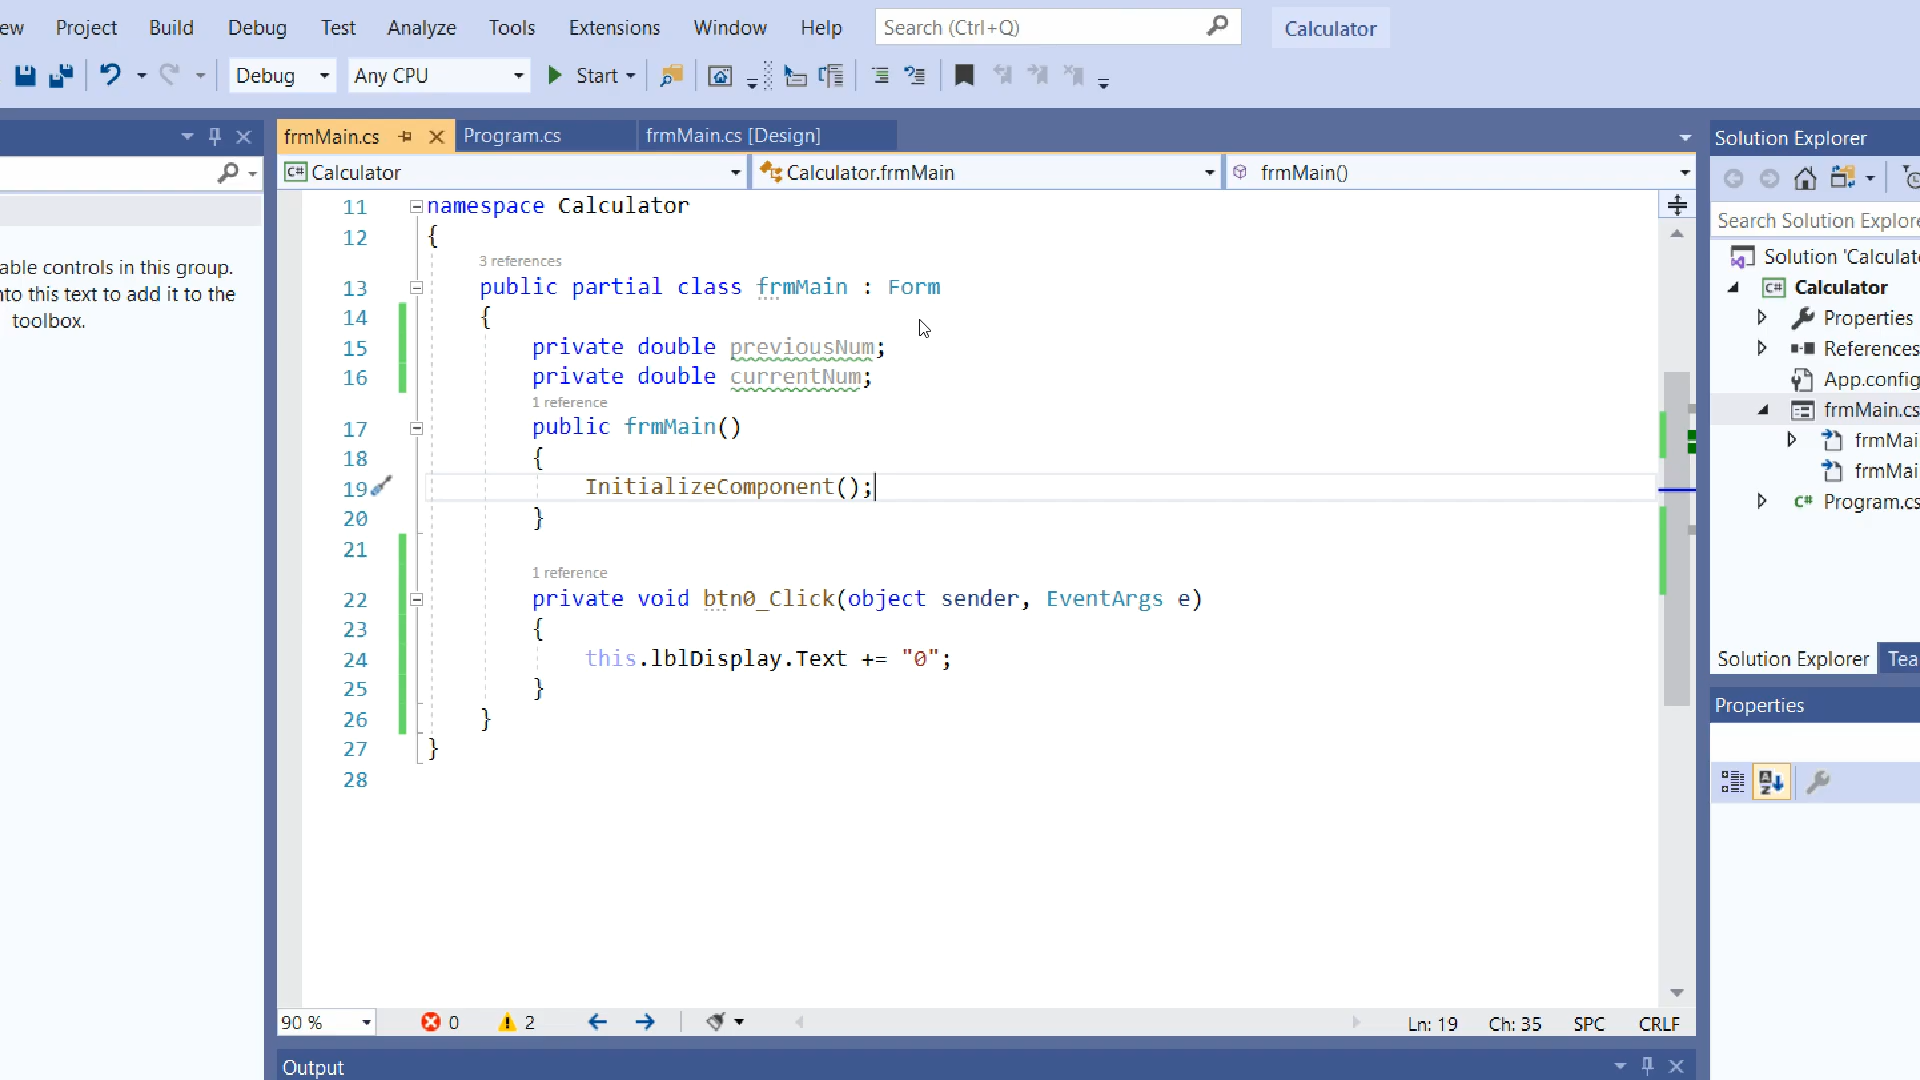 ew Project Build Debug Test Analyze Tools Extensions Window Help Search (Ctrl+Q) Calculator
Debug Any CPU Start
frmMain.cs Program.cs frmMain.cs [Design]
C# Calculator Calculator.frmMain frmMain()
able controls in this group.
nto this text to add it to the
toolbox.
11 namespace Calculator
12 {
3 references
13 public partial class frmMain : Form
14 {
15 private double previousNum;
16 private double currentNum;
1 reference
17 public frmMain()
18 {
19 InitializeComponent();
20 }
21
1 reference
22 private void btn0_Click(object sender, EventArgs e)
23 {
24 this.lblDisplay.Text += "0";
25 }
26 }
27 }
28
90 % 0 2 Ln: 19 Ch: 35 SPC CRLF
Output
Solution Explorer
Search Solution Explore
Solution 'Calculat
C# Calculator
Properties
References
App.config
frmMain.cs
frmMai
frmMai
C# Program.cs
Solution Explorer Tea
Properties